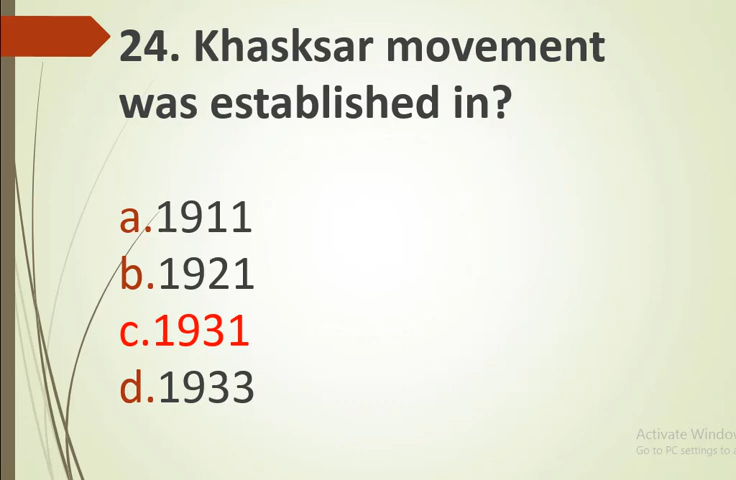 24. Khasksar movement
was established in?
a.1911
b.1921
c.1931
d.1933
Activate Window
Go to PC settings to a